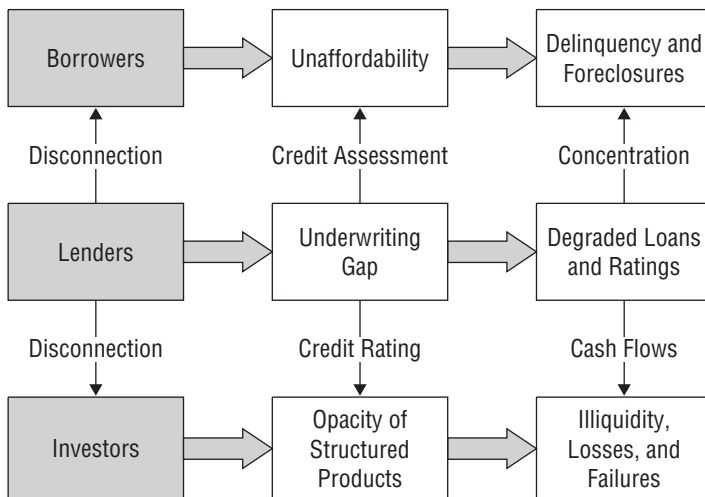 Borrowers
Unaffordability
Delinquency and
Foreclosures
Disconnection
Credit Assessment
Concentration
Lenders
Underwriting
Gap
Degraded Loans
and Ratings
Disconnection
Credit Rating
Cash Flows
Investors
Opacity of
Structured
Products
Illiquidity,
Losses, and
Failures